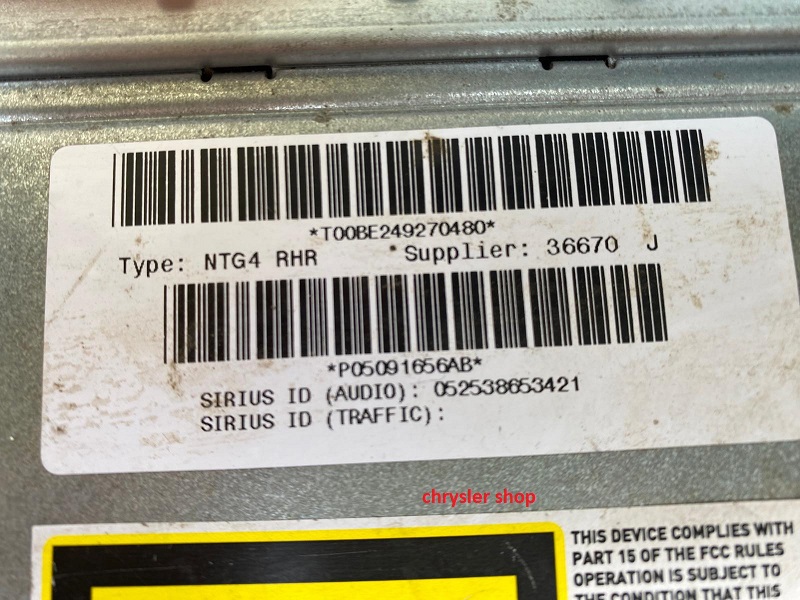 *T00BE249270480*
Type: NTG4 RHR Supplier: 36670 J
*P05091656AB*
SIRIUS ID (AUDIO): 052538653421
SIRIUS ID (TRAFFIC):
chrysler shop
THIS DEVICE COMPLIES WITH
PART 15 OF THE FCC RULES
OPERATION IS SUBJECT TO
THE CONDITION THAT THIS